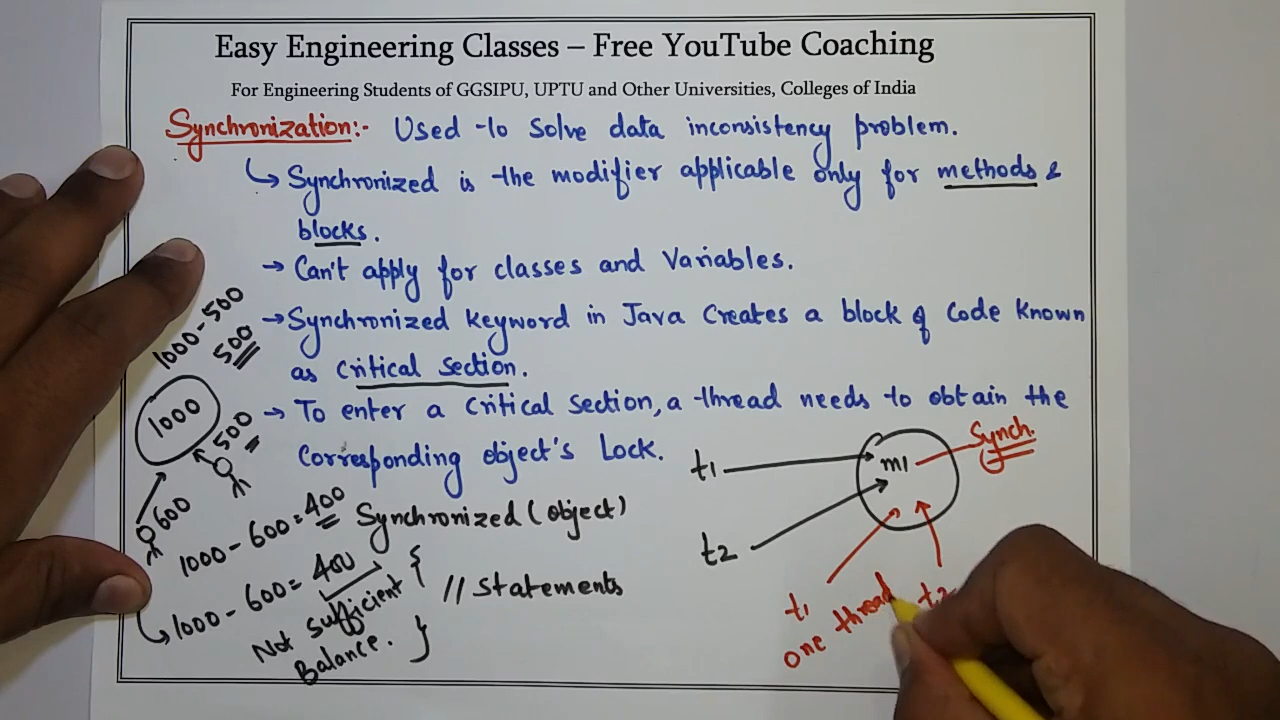 Easy Engineering Classes – Free YouTube Coaching
For Engineering Students of GGSIPU, UPTU and Other Universities, Colleges of India
Synchronization:- Used to solve data inconsistency problem.
↳ Synchronized is the modifier applicable only for methods &
blocks.
→ Can't apply for classes and Variables.
→ Synchronized keyword in Java Creates a block of Code known
as Critical Section.
→ To enter a Critical Section, a thread needs to obtain the
Corresponding object's Lock.
1000-500
500
1000
500
600
1000-600=400
1000-600=400
Not sufficient
Balance.
Synchronized(object)
{
// Statements
}
t1
t2
m1
Synch.
t1
t2
one thread